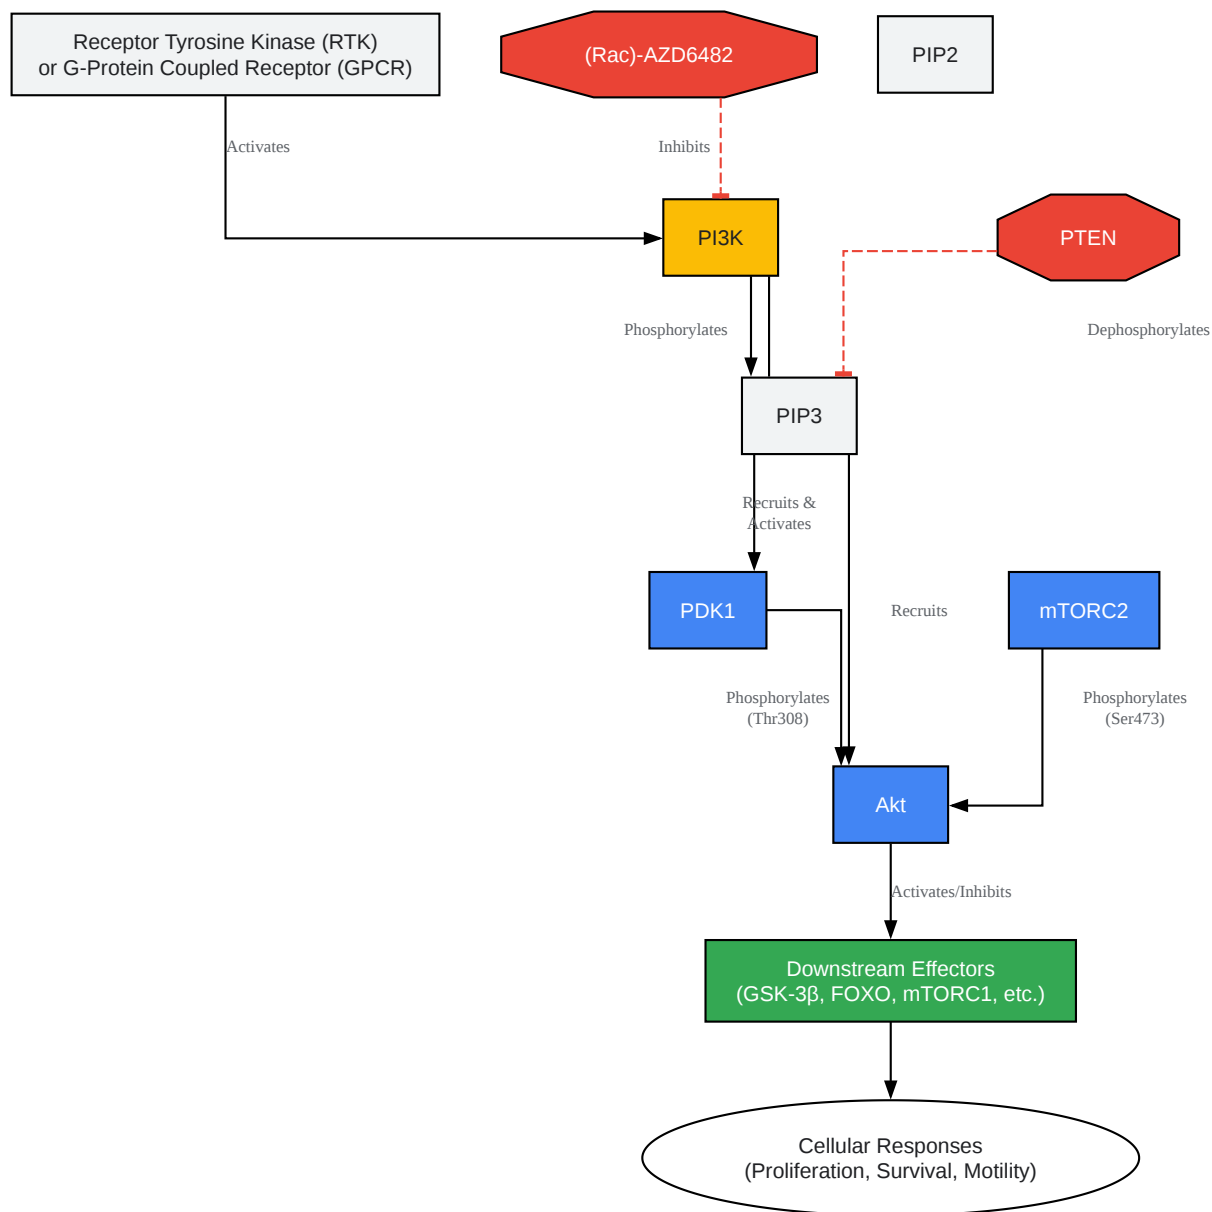 Receptor Tyrosine Kinase (RTK)
or G-Protein Coupled Receptor (GPCR)
(Rac)-AZD6482
PIP2
Activates
Inhibits
PI3K
PTEN
Phosphorylates
Dephosphorylates
PIP3
Recruits &
Activates
PDK1
Recruits
mTORC2
Phosphorylates
(Thr308)
Phosphorylates
(Ser473)
Akt
Activates/Inhibits
Downstream Effectors
(GSK-3β, FOXO, mTORC1, etc.)
Cellular Responses
(Proliferation, Survival, Motility)